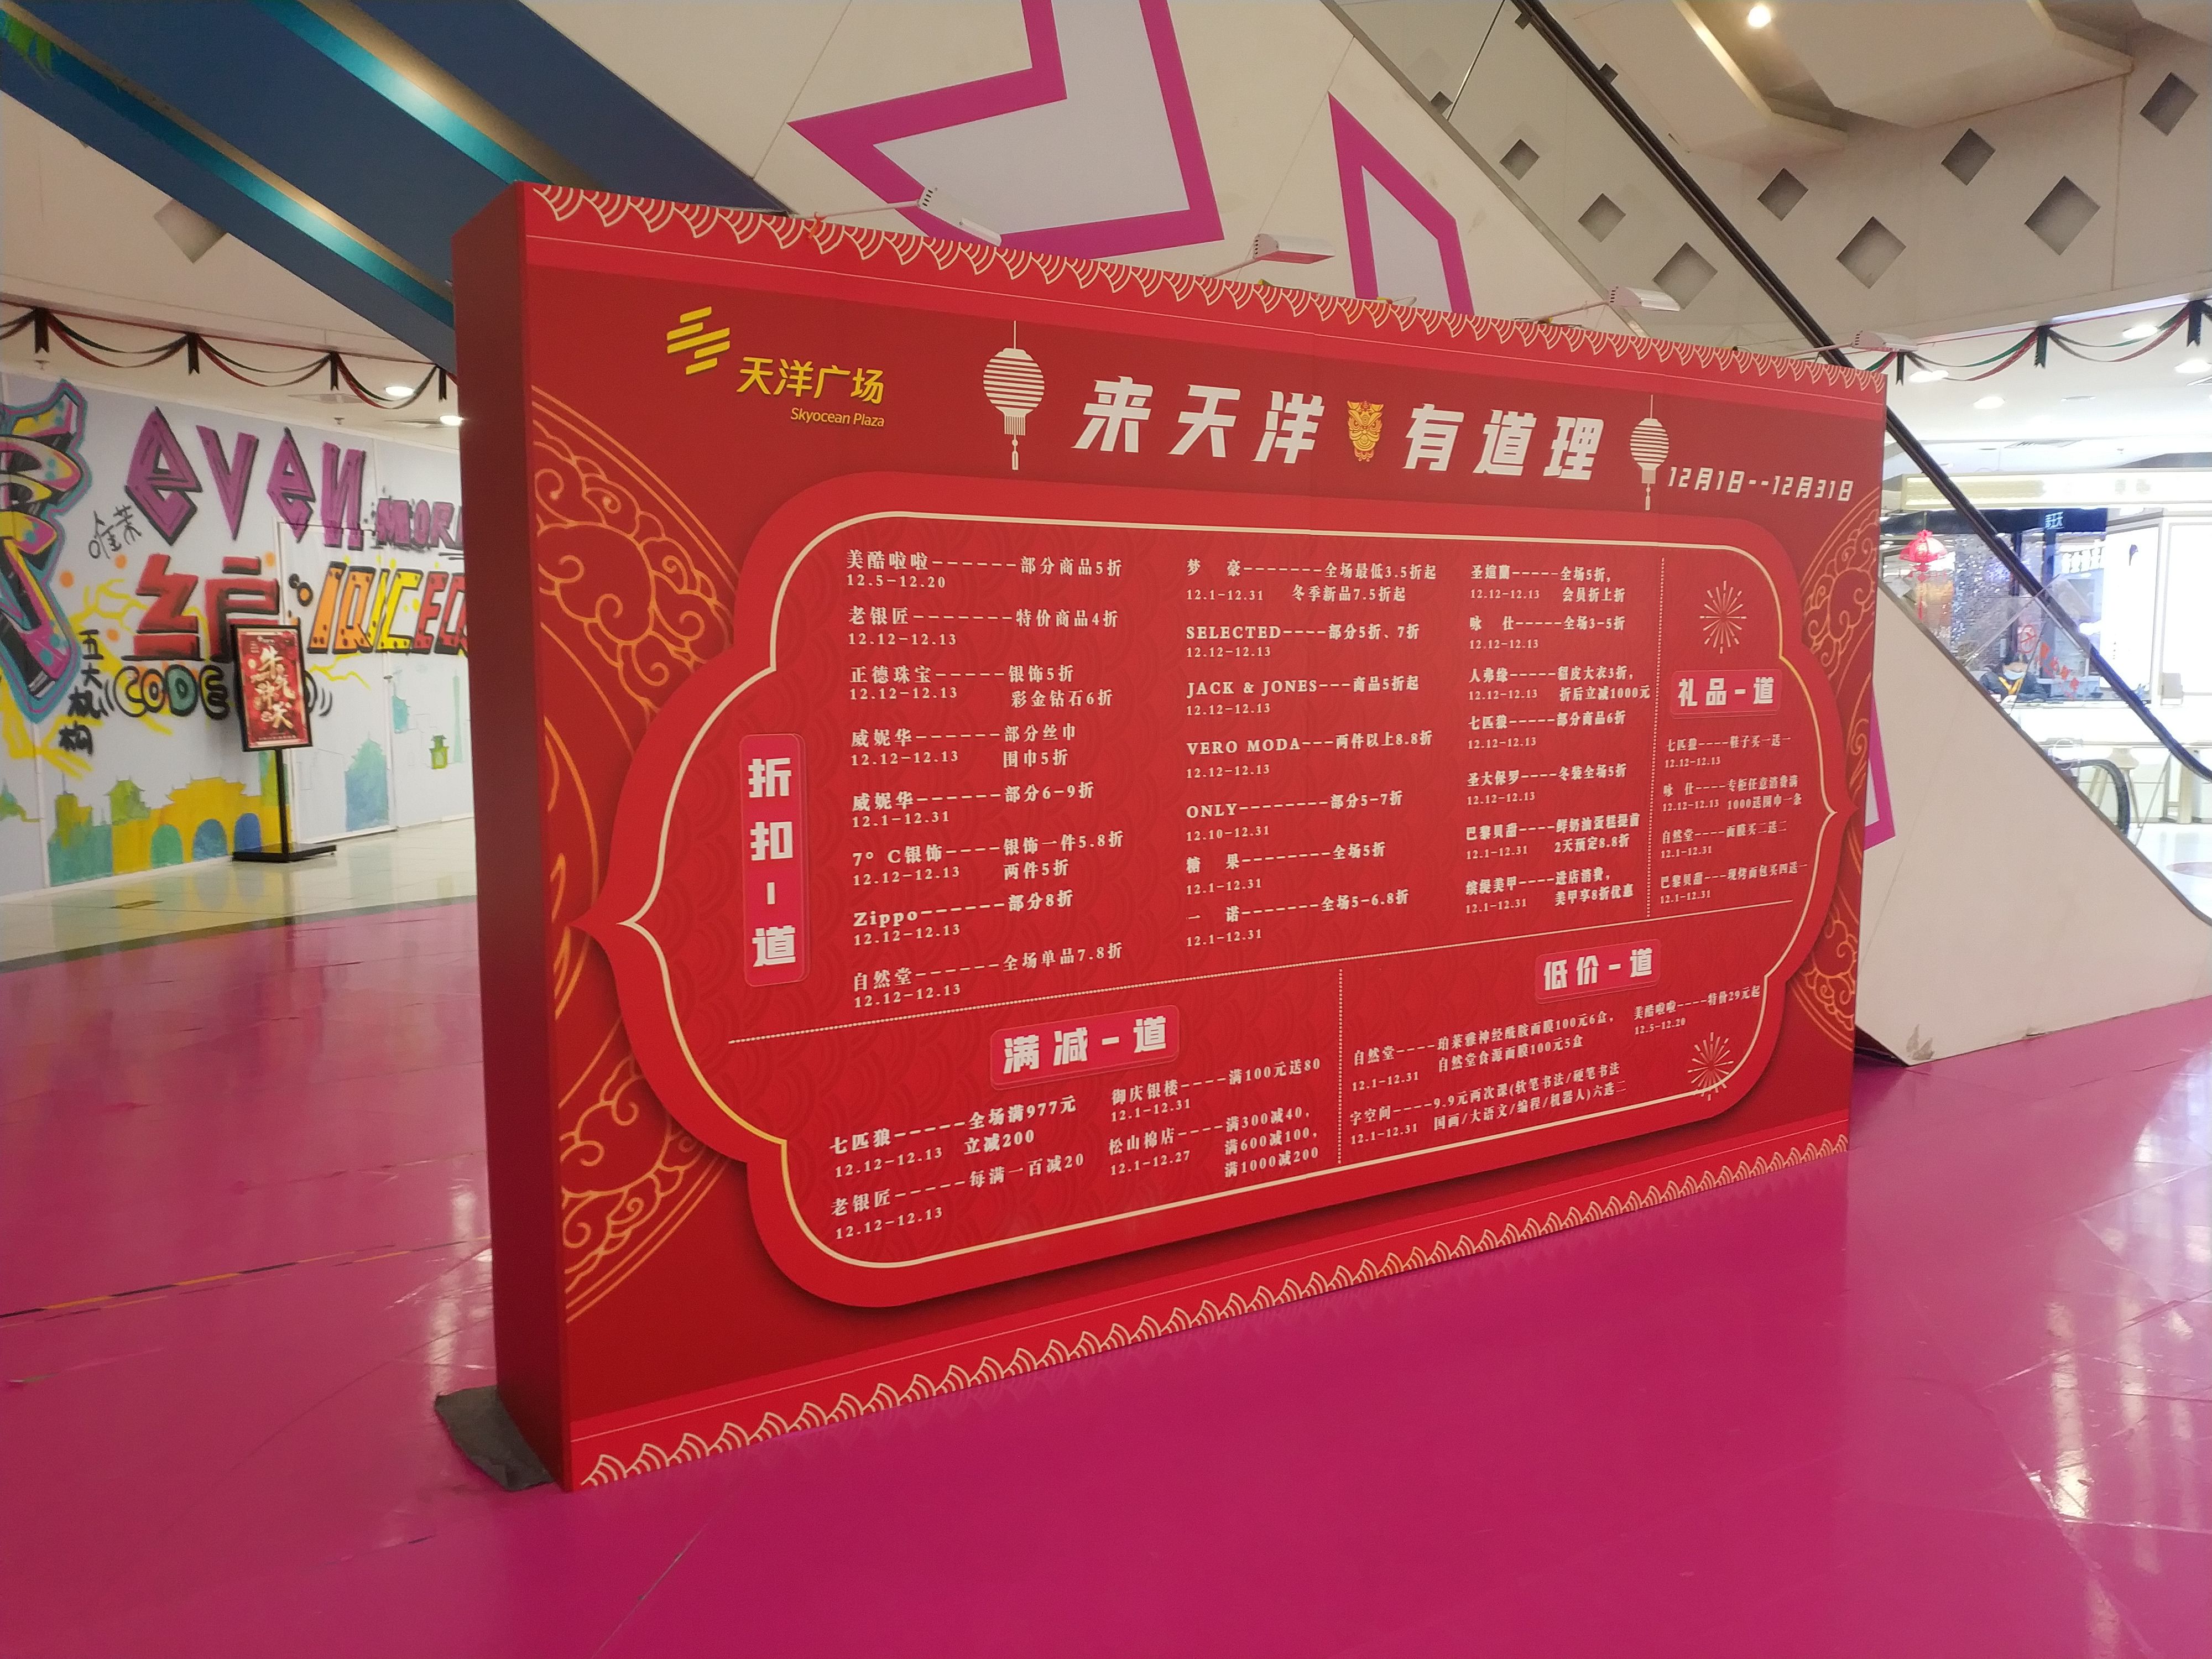 天洋广场
Skyocean Plaza
来天洋有道理
12月1日--12月31日
折扣-道
美酷啦啦------部分商品5折
12.5-12.20
老银匠-------特价商品4折
12.12-12.13
正德珠宝-----银饰5折
12.12-12.13 彩金钻石6折
威妮华------部分丝巾
12.12-12.13 围巾5折
威妮华------部分6-9折
12.1-12.31
7°C银饰----银饰一件5.8折
12.12-12.13 两件5折
Zippo------部分8折
12.12-12.13
自然堂------全场单品7.8折
12.12-12.13
梦 豪-------全场最低3.5折起
12.1-12.31 冬季新品7.5折起
SELECTED----部分5折、7折
12.12-12.13
JACK & JONES---商品5折起
12.12-12.13
VERO MODA---两件以上8.8折
12.12-12.13
ONLY--------部分5-7折
12.10-12.31
糖 果--------全场5折
12.1-12.31
一 诺-------全场5-6.8折
12.1-12.31
圣媗蘭-----全场5折,
12.12-12.13 会员折上折
咏 仕-----全场3-5折
12.12-12.13
人弗缘-----貂皮大衣3折,
12.12-12.13 折后立减1000元
七匹狼-----部分商品6折
12.12-12.13
圣大保罗----冬装全场5折
12.12-12.13
巴黎贝甜----鲜奶油蛋糕提前
12.1-12.31 2天预定8.8折
缤缇美甲----进店消费,
12.1-12.31 美甲享8折优惠
礼品-道
七匹狼----鞋子买一送一
12.12-12.13
咏 仕----专柜任意消费满
12.12-12.13 1000送围巾一条
自然堂----面膜买二送二
12.1-12.31
巴黎贝甜---现烤面包买四送一
12.1-12.31
满减-道
七匹狼-----全场满977元
12.12-12.13 立减200
老银匠-----每满一百减20
12.12-12.13
御庆银楼----满100元送80
12.1-12.31
松山棉店----满300减40,
12.1-12.27 满600减100,
满1000减200
低价-道
自然堂----珀莱雅神经酰胺面膜100元6盒,
12.1-12.31 自然堂食源面膜100元5盒
字空间----9.9元两次课(软笔书法/硬笔书法
12.1-12.31 国画/大语文/编程/机器人)六选二
美酷啦啦----特价29元起
12.5-12.20
even
MOR
五大机构
CODE